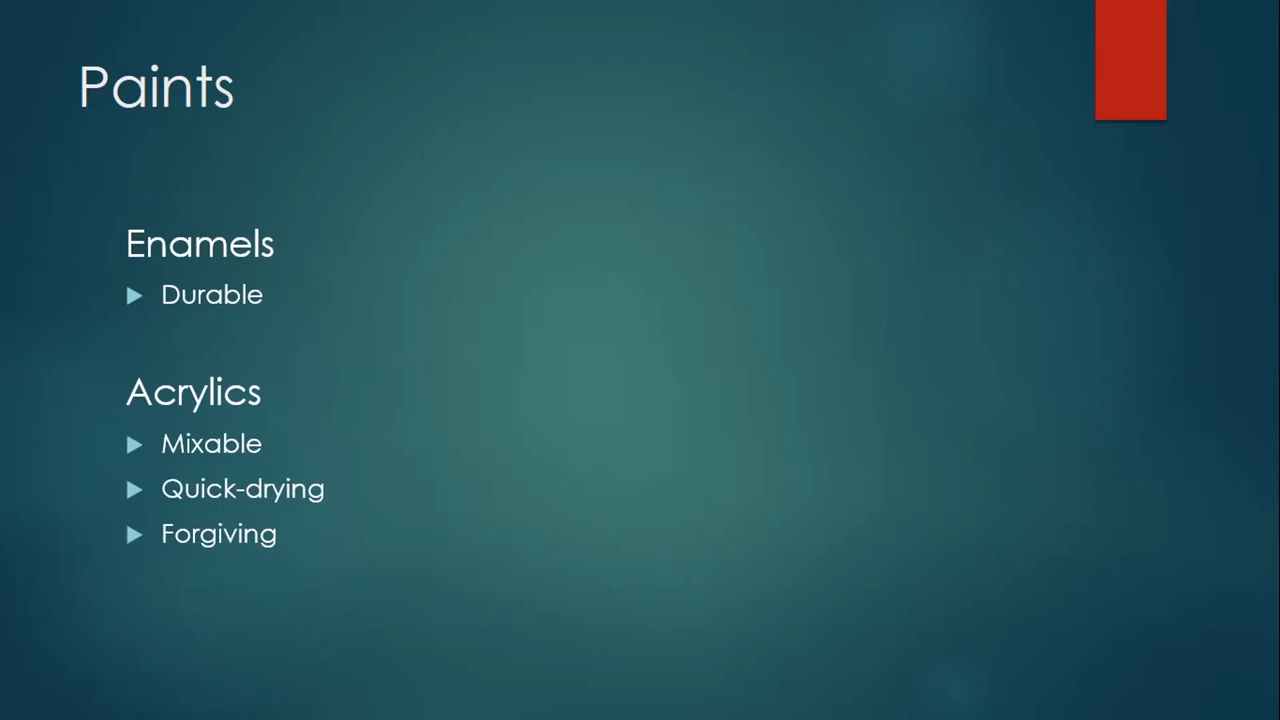 Paints
Enamels
Durable
Acrylics
Mixable
Quick-drying
Forgiving